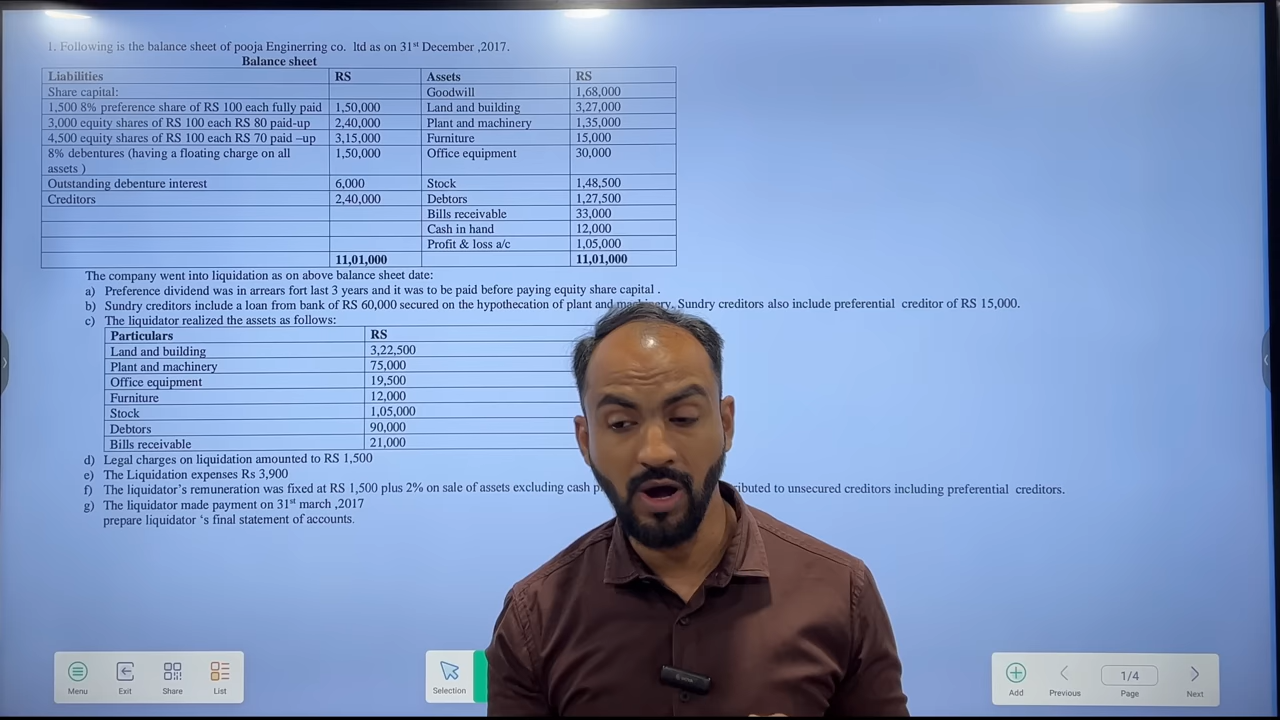 1. Following is the balance sheet of pooja Enginerring co. ltd as on 31st December ,2017.
Balance sheet
Liabilities RS Assets RS
Share capital: Goodwill 1,68,000
1,500 8% preference share of RS 100 each fully paid 1,50,000 Land and building 3,27,000
3,000 equity shares of RS 100 each RS 80 paid-up 2,40,000 Plant and machinery 1,35,000
4,500 equity shares of RS 100 each RS 70 paid –up 3,15,000 Furniture 15,000
8% debentures (having a floating charge on all 1,50,000 Office equipment 30,000
assets )
Outstanding debenture interest 6,000 Stock 1,48,500
Creditors 2,40,000 Debtors 1,27,500
Bills receivable 33,000
Cash in hand 12,000
Profit & loss a/c 1,05,000
11,01,000 11,01,000
The company went into liquidation as on above balance sheet date:
a) Preference dividend was in arrears fort last 3 years and it was to be paid before paying equity share capital .
b) Sundry creditors include a loan from bank of RS 60,000 secured on the hypothecation of plant and machinery. Sundry creditors also include preferential creditor of RS 15,000.
c) The liquidator realized the assets as follows:
Particulars RS
Land and building 3,22,500
Plant and machinery 75,000
Office equipment 19,500
Furniture 12,000
Stock 1,05,000
Debtors 90,000
Bills receivable 21,000
d) Legal charges on liquidation amounted to RS 1,500
e) The Liquidation expenses Rs 3,900
f) The liquidator's remuneration was fixed at RS 1,500 plus 2% on sale of assets excluding cash to unsecured creditors including preferential creditors.
g) The liquidator made payment on 31st march ,2017
prepare liquidator 's final statement of accounts.
Menu Exit Share List Selection Add Previous 1/4 Page Next